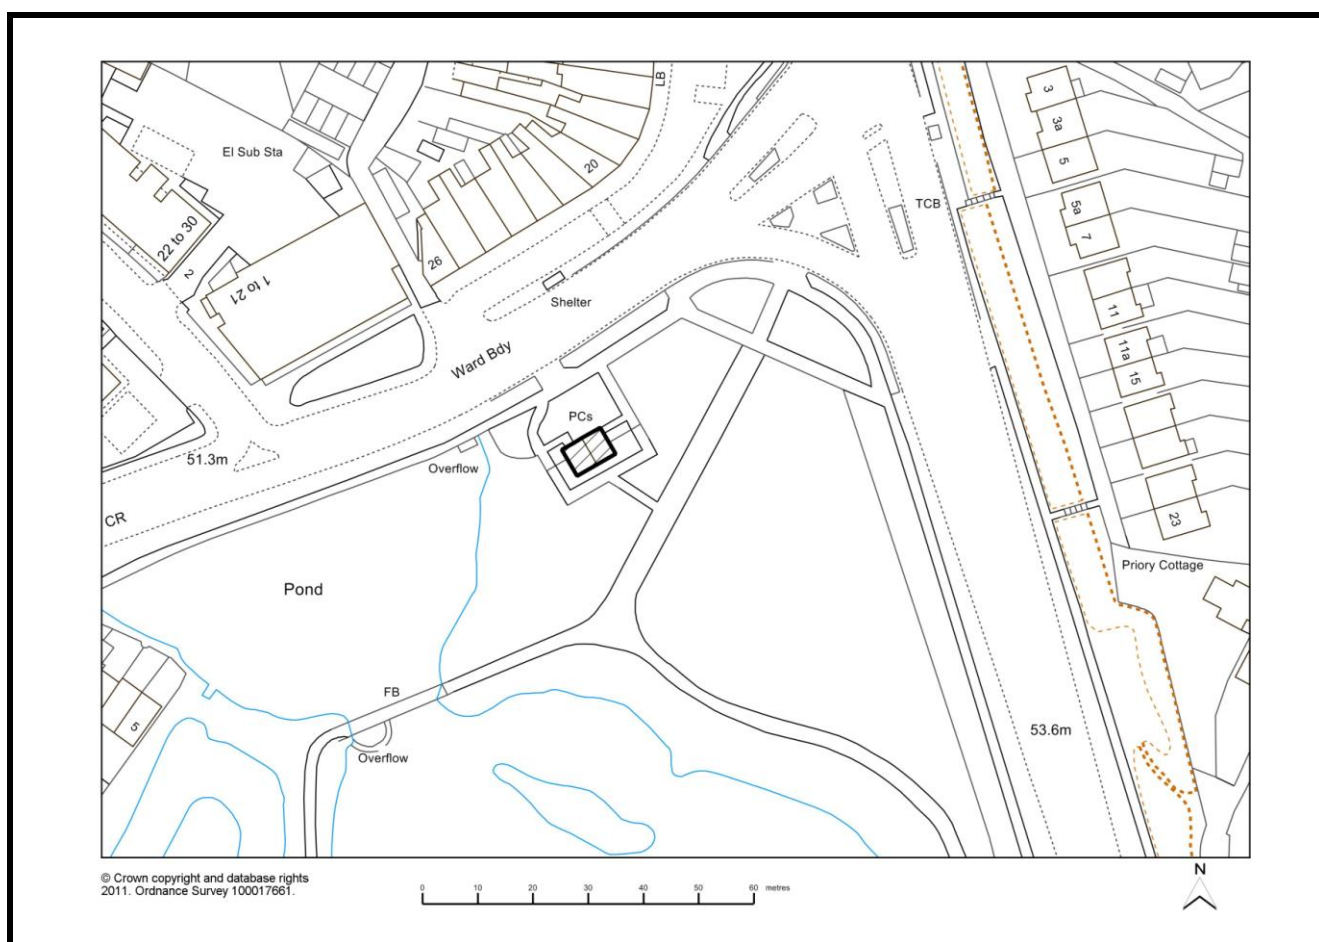 LB
3
3a
El Sub Sta
5
20
TCB
5a
22 to 30
7
26
2
1 to 21
Shelter
11
Ward Bdy
11a
15
PCs
51.3m
Overflow
CR
23
Priory Cottage
Pond
FB
5
53.6m
Overflow
© Crown copyright and database rights
2011. Ordnance Survey 100017661.
0 10 20 30 40 50 60 metres
N